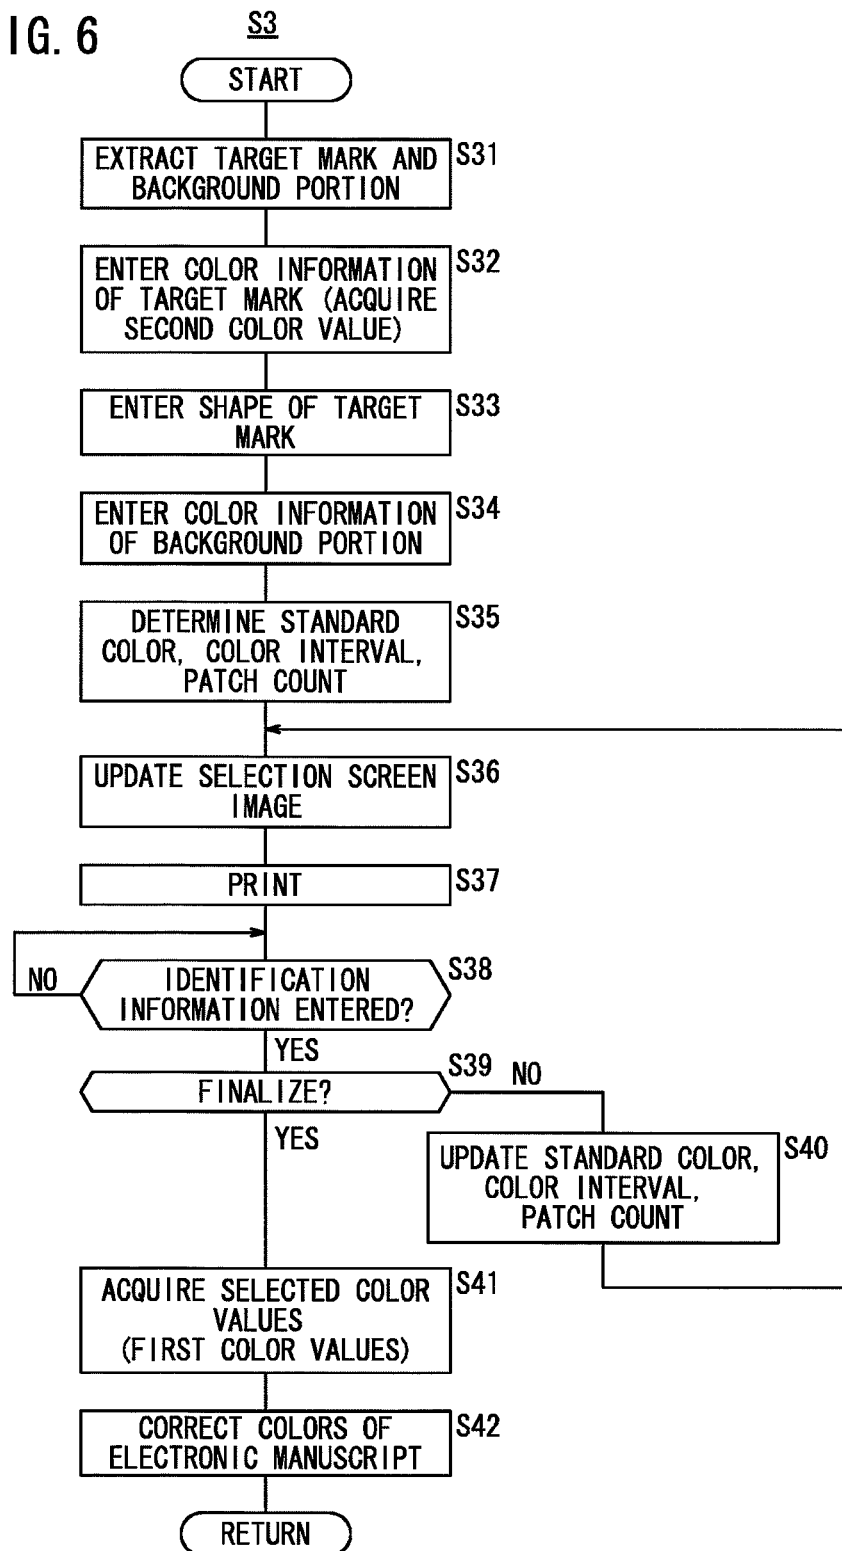 IG. 6
S3
START
EXTRACT TARGET MARK AND
BACKGROUND PORTION
S31
ENTER COLOR INFORMATION
OF TARGET MARK (ACQUIRE
SECOND COLOR VALUE)
S32
ENTER SHAPE OF TARGET
MARK
S33
ENTER COLOR INFORMATION
OF BACKGROUND PORTION
S34
DETERMINE STANDARD
COLOR, COLOR INTERVAL,
PATCH COUNT
S35
UPDATE SELECTION SCREEN
IMAGE
S36
PRINT
S37
IDENTIFICATION
INFORMATION ENTERED?
S38
NO
YES
FINALIZE?
S39
NO
YES
UPDATE STANDARD COLOR,
COLOR INTERVAL,
PATCH COUNT
S40
ACQUIRE SELECTED COLOR
VALUES
(FIRST COLOR VALUES)
S41
CORRECT COLORS OF
ELECTRONIC MANUSCRIPT
S42
RETURN